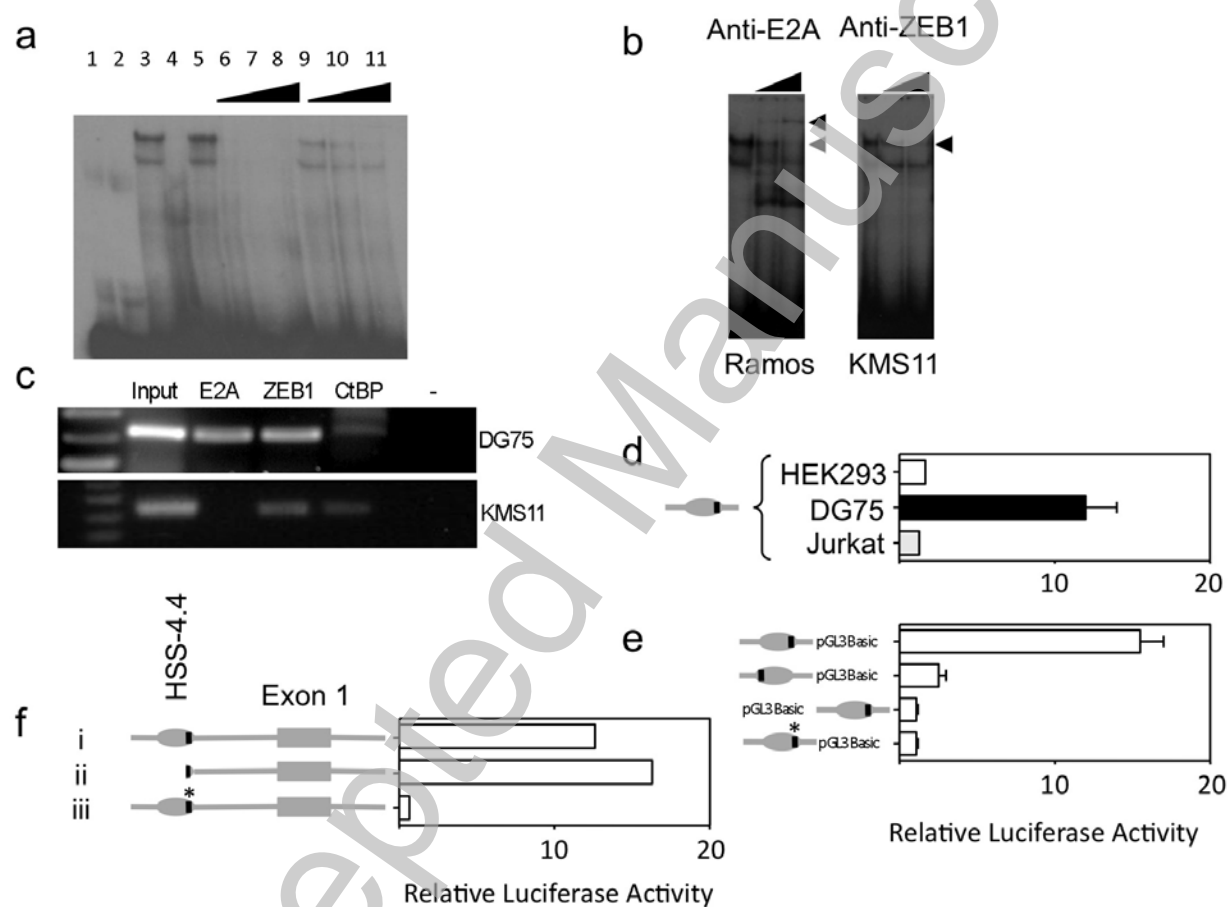 a
1 2 3 4 5 6 7 8 9 10 11
b
Anti-E2A Anti-ZEB1
Ramos KMS11
c
Input E2A ZEB1 CtBP -
DG75
KMS11
d
HEK293
DG75
Jurkat
10 20
e
pGL3Basic
pGL3Basic
pGL3Basic
*
pGL3Basic
10 20
Relative Luciferase Activity
f
HSS-4.4
Exon 1
i
ii
*
iii
10 20
Relative Luciferase Activity
epted Manusc